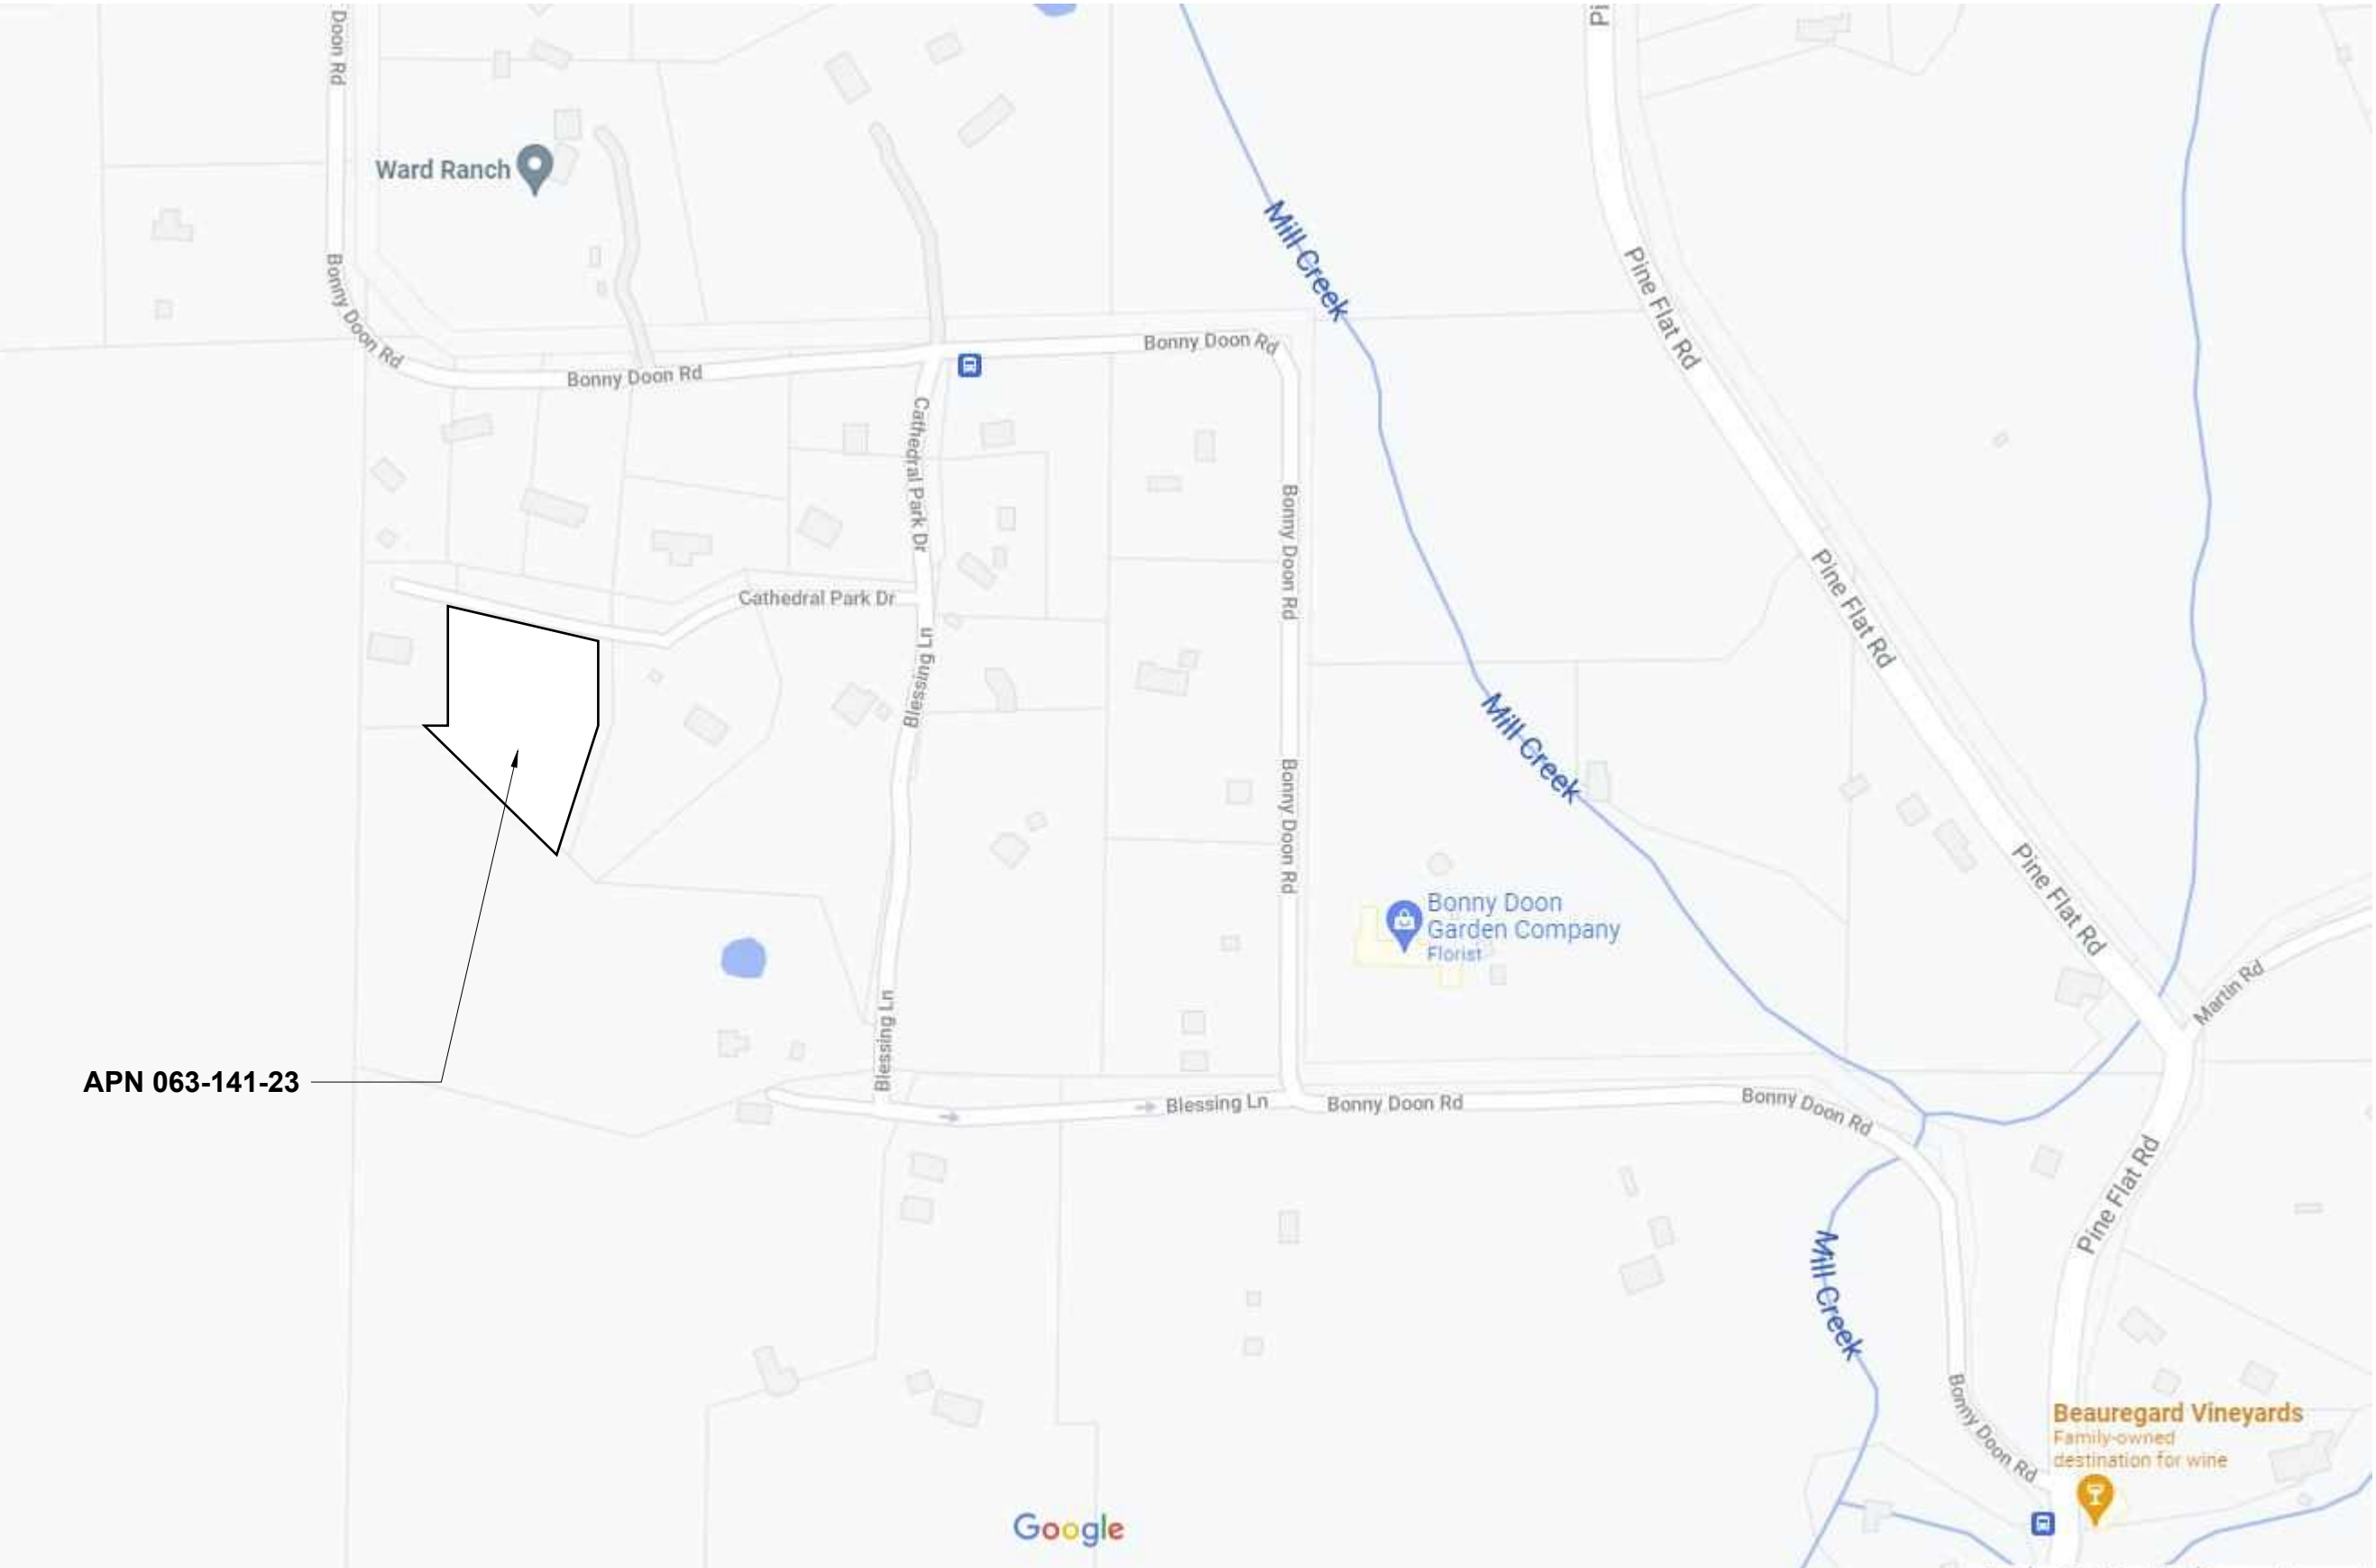 Doon Rd
Pi
Ward Ranch
Mill Creek
Pine Flat Rd
Bonny Doon Rd
Bonny Doon Rd
Bonny Doon Rd
Cathedral Park Dr
Bonny Doon Rd
Pine Flat Rd
Cathedral Park Dr
Blessing Ln
Mill Creek
Bonny Doon Rd
Pine Flat Rd
Bonny Doon
Garden Company
Florist
Martin Rd
Blessing Ln
APN 063-141-23
Blessing Ln
Bonny Doon Rd
Bonny Doon Rd
Pine Flat Rd
Mill Creek
Bonny Doon Rd
Beauregard Vineyards
Family-owned
destination for wine
Google